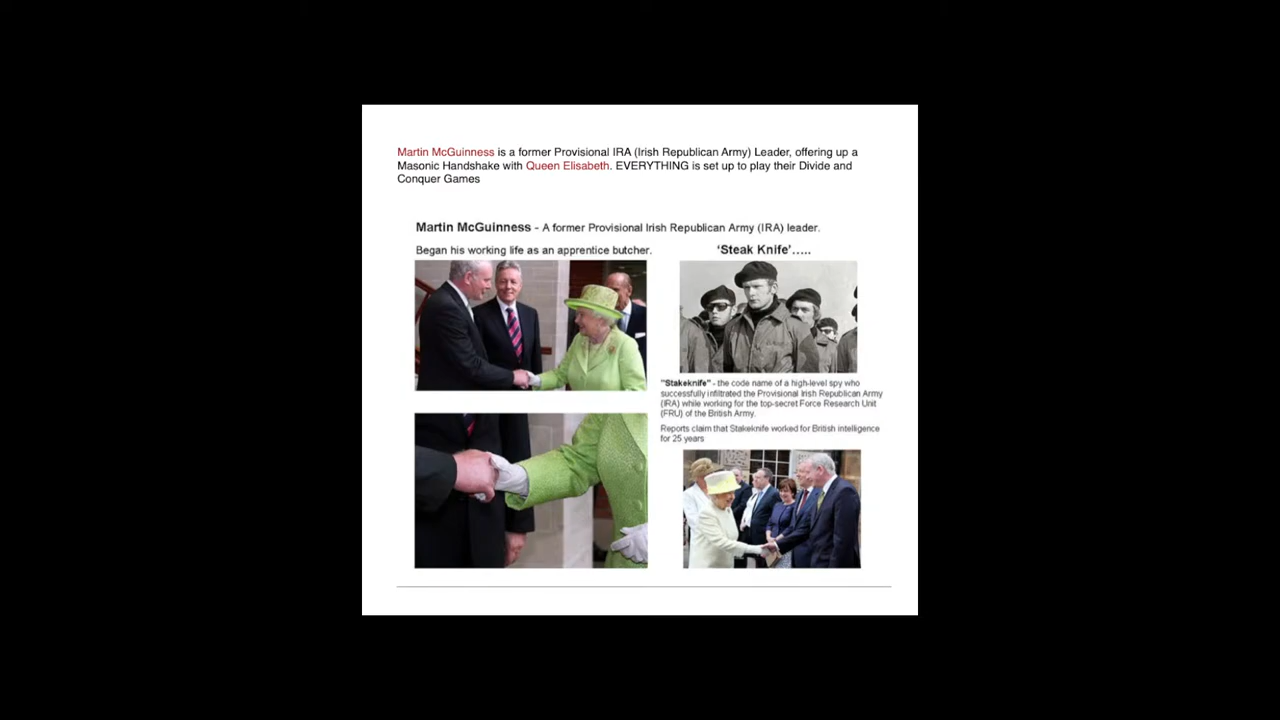 Martin McGuinness is a former Provisional IRA (Irish Republican Army) Leader, offering up a
Masonic Handshake with Queen Elisabeth. EVERYTHING is set up to play their Divide and
Conquer Games
Martin McGuinness - A former Provisional Irish Republican Army (IRA) leader.
Began his working life as an apprentice butcher.
‘Steak Knife’.....
"Stakeknife" - the code name of a high-level spy who
successfully infiltrated the Provisional Irish Republican Army
(IRA) while working for the top-secret Force Research Unit
(FRU) of the British Army.
Reports claim that Stakeknife worked for British intelligence
for 25 years